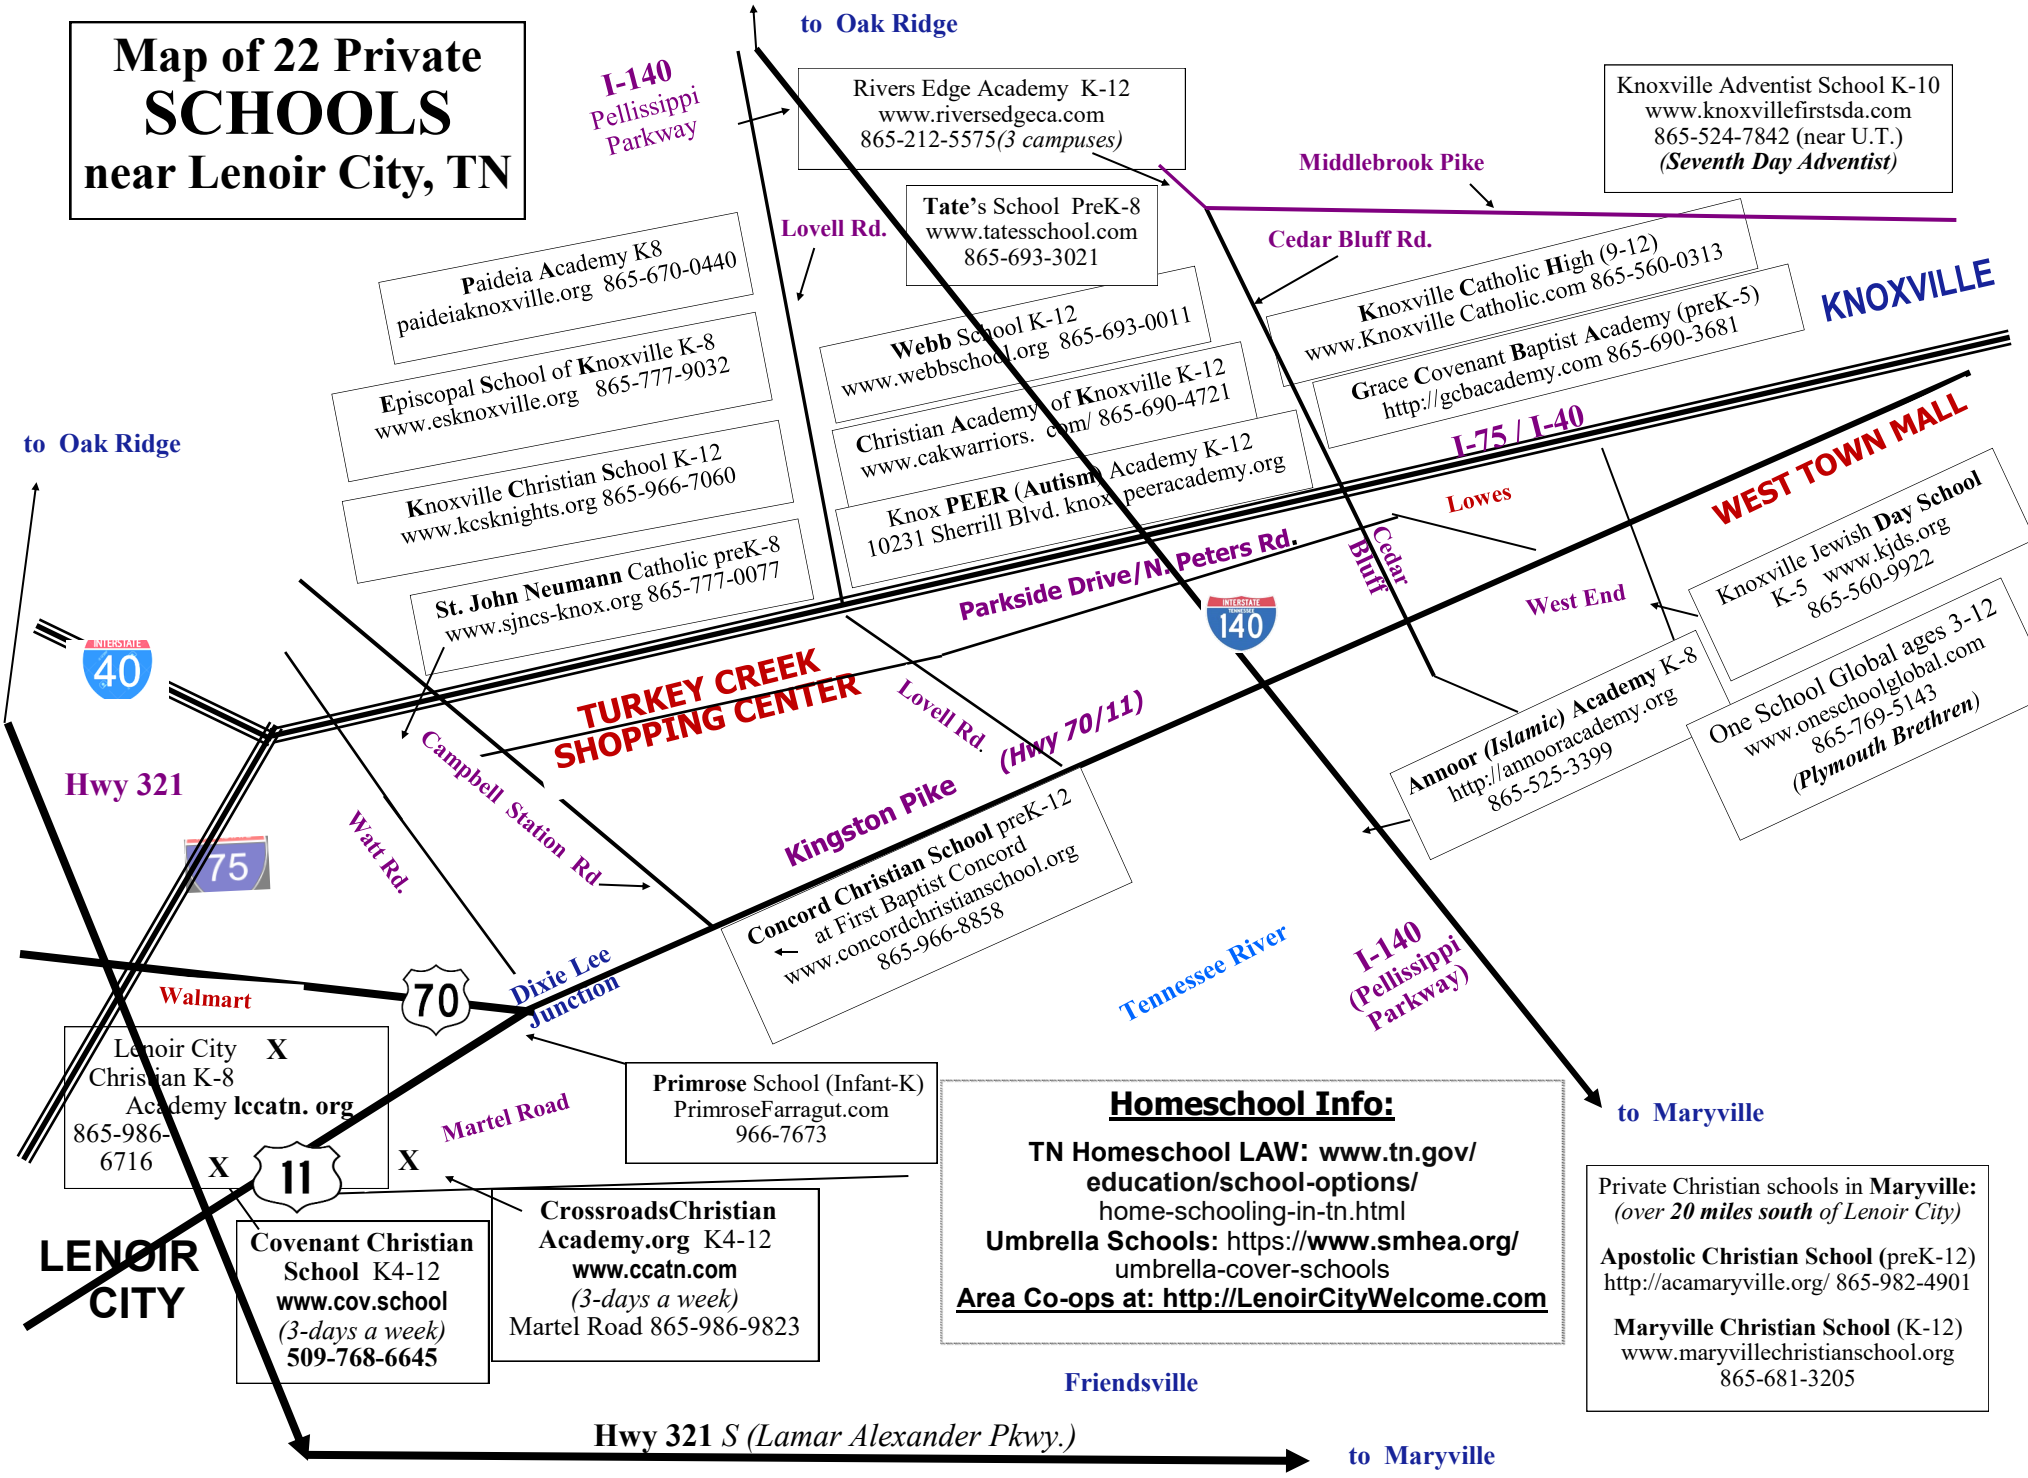 Map of 22 Private
SCHOOLS
near Lenoir City, TN
to Oak Ridge
I-140
Pellissippi
Parkway
Rivers Edge Academy K-12
www.riversedgeca.com
865-212-5575(3 campuses)
Knoxville Adventist School K-10
www.knoxvillefirstsda.com
865-524-7842 (near U.T.)
(Seventh Day Adventist)
Middlebrook Pike
Tate's School PreK-8
www.tatesschool.com
865-693-3021
Lovell Rd.
Cedar Bluff Rd.
Paideia Academy K8
paideiaknoxville.org 865-670-0440
Knoxville Catholic High (9-12)
www.Knoxville Catholic.com 865-560-0313
KNOXVILLE
Webb School K-12
www.webbschool.org 865-693-0011
Grace Covenant Baptist Academy (preK-5)
http://gcbacademy.com 865-690-3681
Episcopal School of Knoxville K-8
www.esknoxville.org 865-777-9032
Christian Academy of Knoxville K-12
www.cakwarriors. com/ 865-690-4721
I-75 / I-40
to Oak Ridge
WEST TOWN MALL
Knoxville Christian School K-12
www.kcsknights.org 865-966-7060
Knox PEER (Autism) Academy K-12
10231 Sherrill Blvd. knox peeracademy.org
Lowes
Knoxville Jewish Day School
K-5 www.kjds.org
865-560-9922
St. John Neumann Catholic preK-8
www.sjncs-knox.org 865-777-0077
Parkside Drive/N. Peters Rd.
Cedar
Bluff
West End
INTERSTATE
TENNESSEE
140
INTERSTATE
40
One School Global ages 3-12
www.oneschoolglobal.com
865-769-5143
(Plymouth Brethren)
TURKEY CREEK
SHOPPING CENTER
Lovell Rd.
Annoor (Islamic) Academy K-8
http://annooracademy.org
865-525-3399
Campbell Station Rd
(Hwy 70/11)
Kingston Pike
Hwy 321
75
Watt Rd.
Concord Christian School preK-12
at First Baptist Concord
www.concordchristianschool.org
865-966-8858
Tennessee River
I-140
(Pellissippi
Parkway)
Dixie Lee
Junction
70
Walmart
Lenoir City X
Christian K-8
Academy lccatn. org
865-986-
6716
X
11
X
Martel Road
Primrose School (Infant-K)
PrimroseFarragut.com
966-7673
Homeschool Info:
TN Homeschool LAW: www.tn.gov/
education/school-options/
home-schooling-in-tn.html
Umbrella Schools: https://www.smhea.org/
umbrella-cover-schools
Area Co-ops at: http://LenoirCityWelcome.com
to Maryville
Private Christian schools in Maryville:
(over 20 miles south of Lenoir City)
Apostolic Christian School (preK-12)
http://acamaryville.org/ 865-982-4901
Maryville Christian School (K-12)
www.maryvillechristianschool.org
865-681-3205
LENOIR
CITY
Covenant Christian
School K4-12
www.cov.school
(3-days a week)
509-768-6645
CrossroadsChristian
Academy.org K4-12
www.ccatn.com
(3-days a week)
Martel Road 865-986-9823
Friendsville
Hwy 321 S (Lamar Alexander Pkwy.)
to Maryville